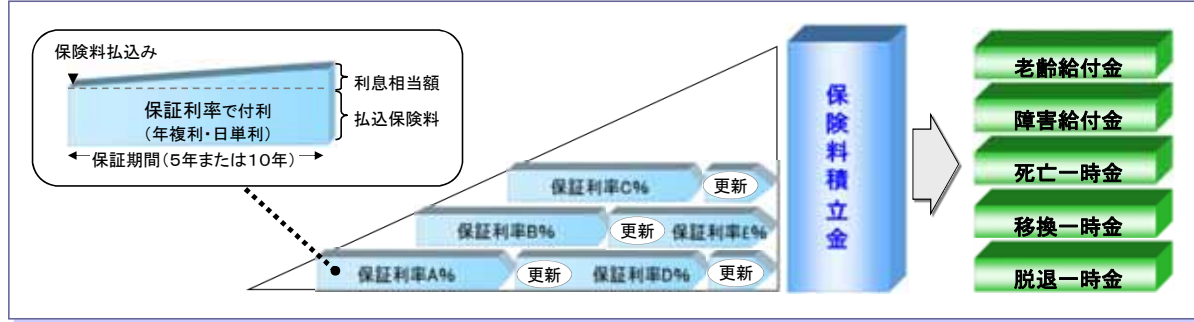 保険料払込み
▼
保証利率で付利
(年複利・日単利)
利息相当額
払込保険料
保証期間(5年または10年)
保証利率C%
更新
保証利率B%
更新
保証利率E%
保証利率A%
更新
保証利率D%
更新
保険料積立金
老齢給付金
障害給付金
死亡一時金
移換一時金
脱退一時金